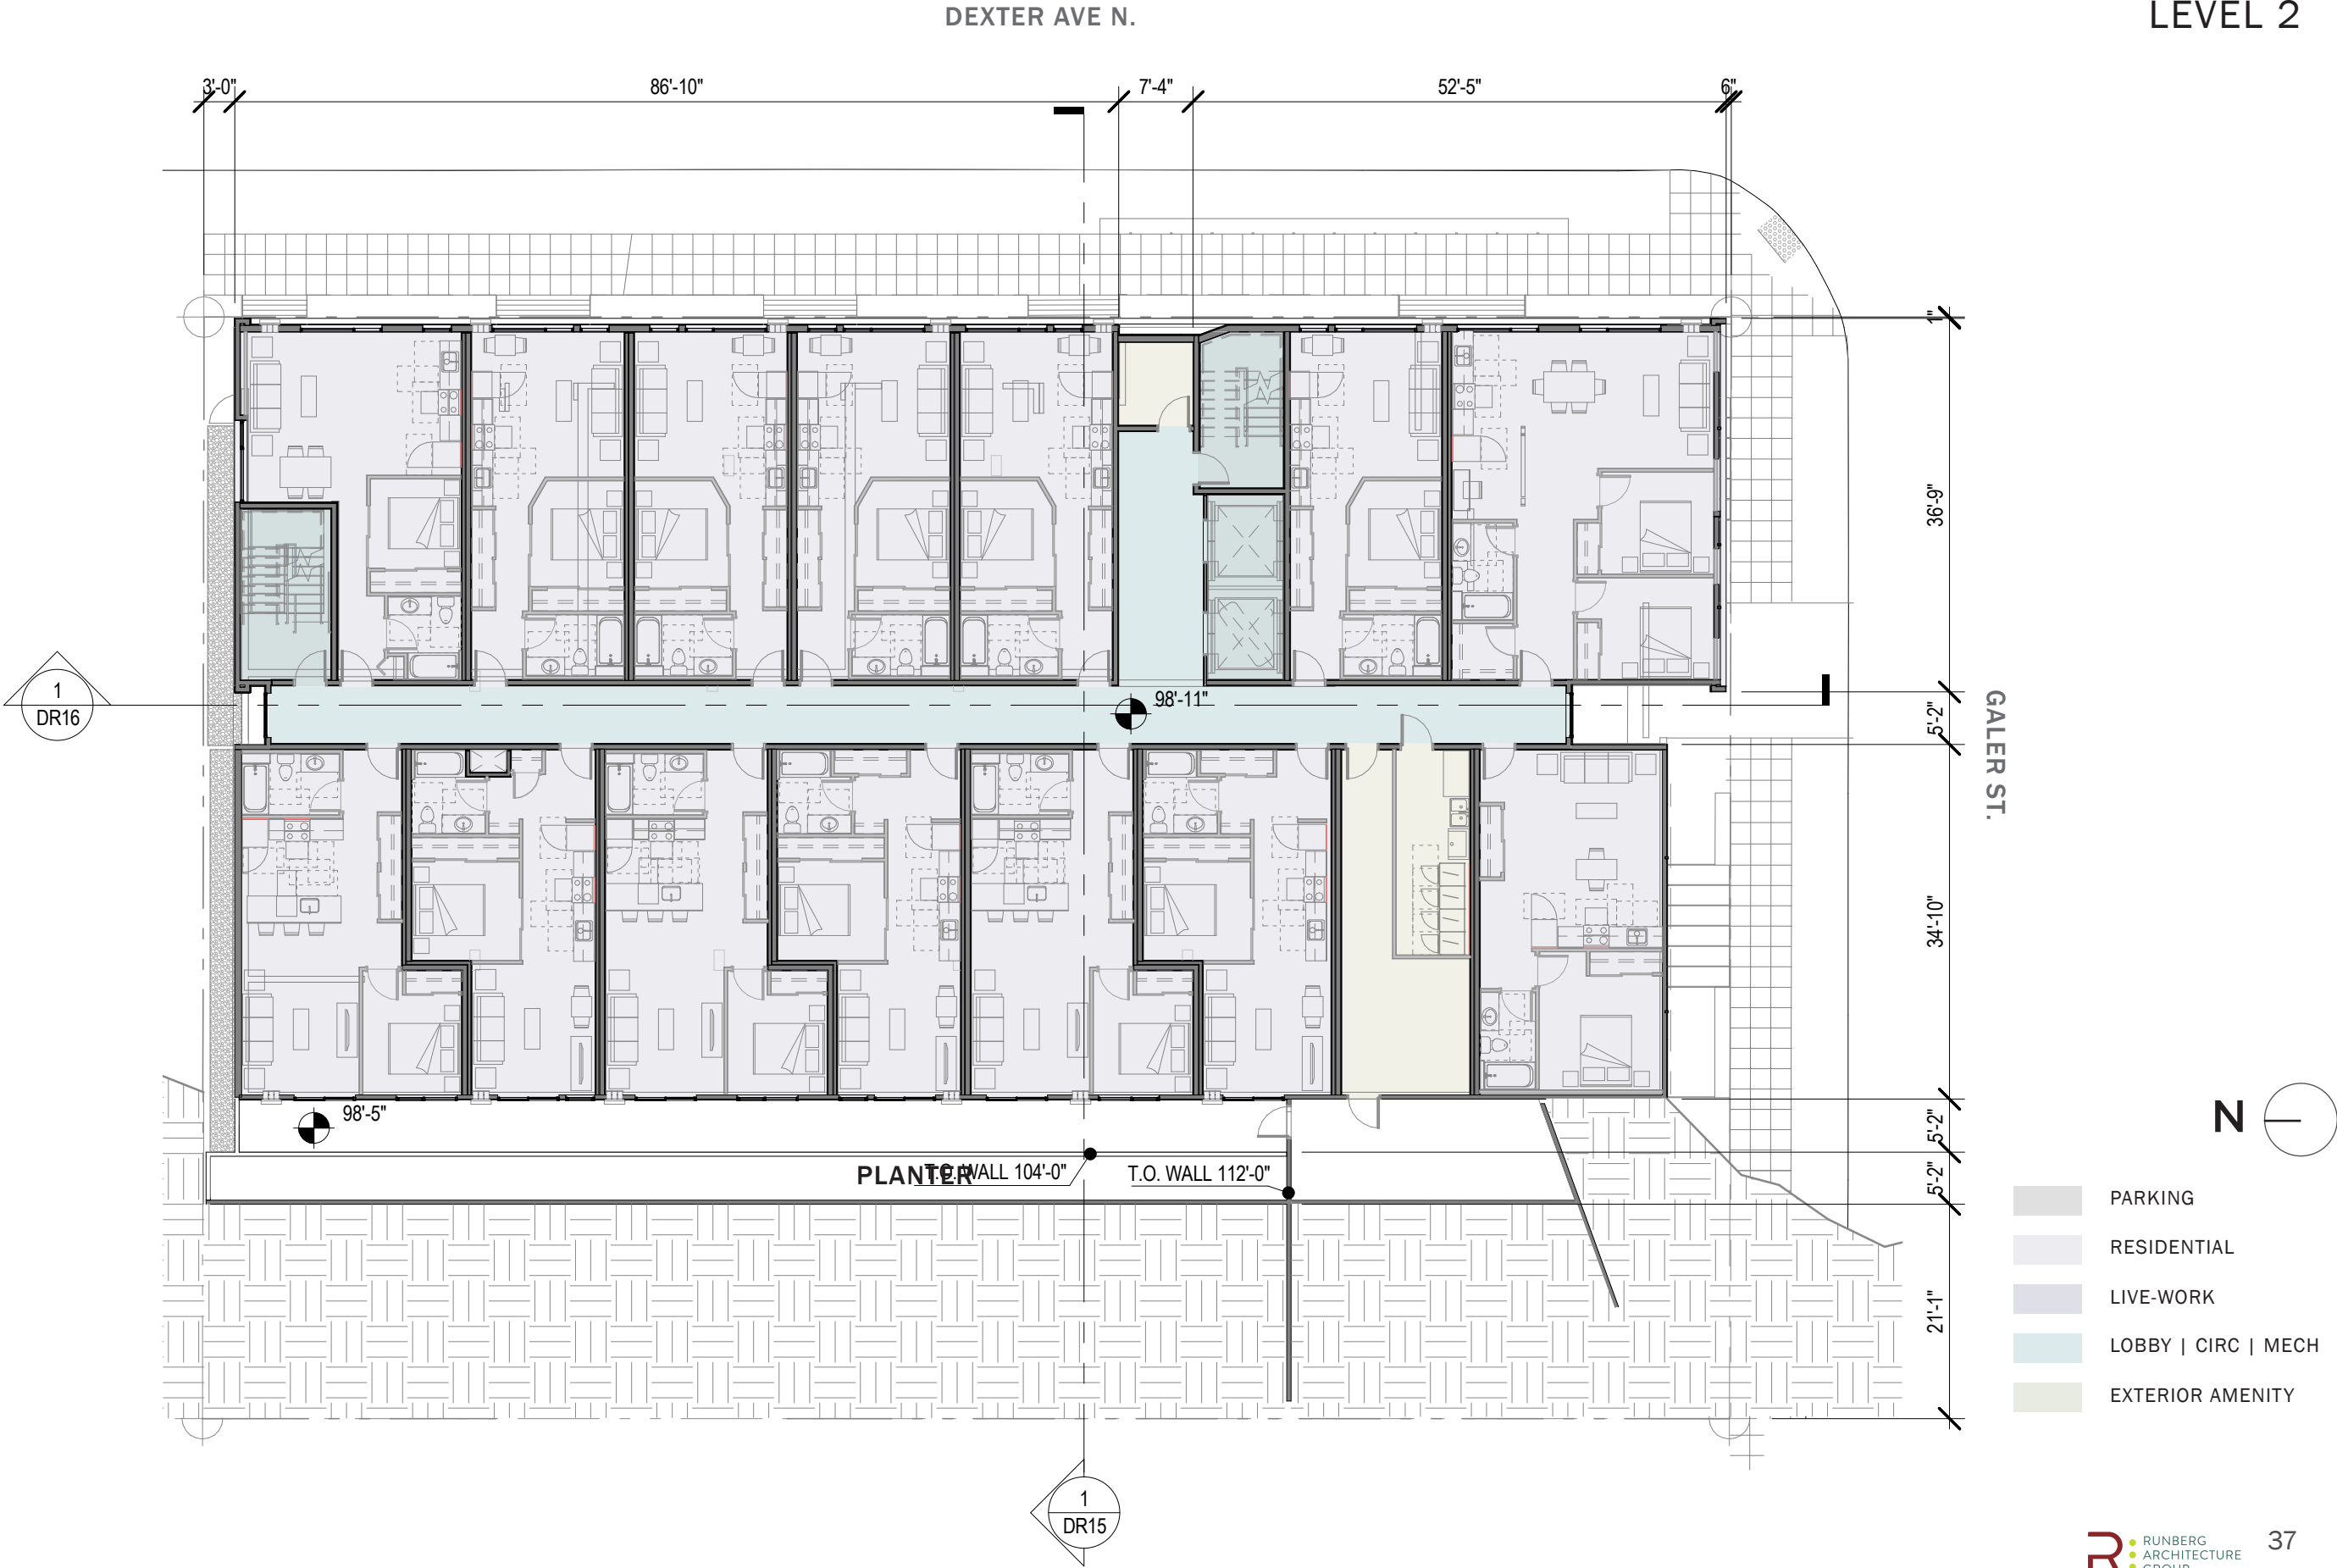 DEXTER AVE N.
LEVEL 2
3'-0"
86'-10"
7'-4"
52'-5"
6"
1"
36'-9"
1
DR16
98'-11"
5'-2"
GALER ST.
34'-10"
98'-5"
5'-2"
PLANTER
T.O. WALL 104'-0"
T.O. WALL 112'-0"
5'-2"
21'-1"
N
PARKING
RESIDENTIAL
LIVE-WORK
LOBBY | CIRC | MECH
EXTERIOR AMENITY
1
DR15
R
RUNBERG
ARCHITECTURE
GROUP
37